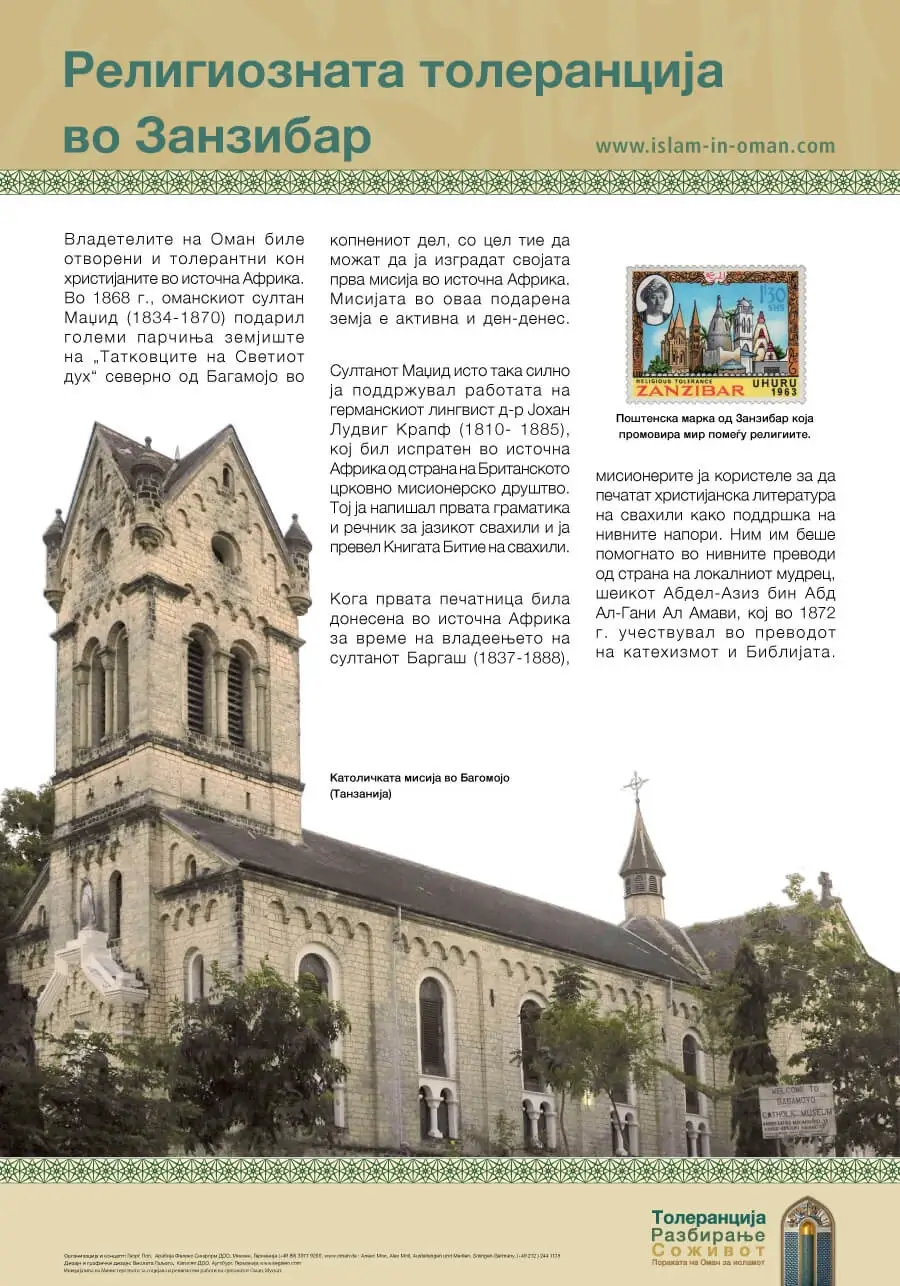 Религиозната толеранција
во Занзибар
www.islam-in-oman.com
Владетелите на Оман биле
отворени и толерантни кон
христијаните во источна Африка.
Во 1868 г., оманскиот султан
Маџид (1834-1870) подарил
големи парчиња земјиште
на „Татковците на Светиот
дух“ северно од Багамојо во
копнениот дел, со цел тие да
можат да ја изградат својата
прва мисија во источна Африка.
Мисијата во оваа подарена
земја е активна и ден-денес.
Султанот Маџид исто така силно
ја поддржувал работата на
германскиот лингвист д-р Јохан
Лудвиг Крапф (1810- 1885),
кој бил испратен во источна
Африка од страна на Британското
црковно мисионерско друштво.
Тој ја напишал првата граматика
и речник за јазикот свахили и ја
превел Книгата Битие на свахили.
Кога првата печатница била
донесена во источна Африка
за време на владеењето на
султанот Баргаш (1837-1888),
1'30
SHS
RELIGIOUS TOLERANCE
ZANZIBAR
UHURU
1963
Поштенска марка од Занзибар која
промовира мир помеѓу религиите.
мисионерите ја користеле за да
печатат христијанска литература
на свахили како поддршка на
нивните напори. Ним им беше
помогнато во нивните преводи
од страна на локалниот мудрец,
шеикот Абдел-Азиз бин Абд
Ал-Гани Ал Амави, кој во 1872
г. учествувал во преводот
на катехизмот и Библијата.
Католичката мисија во Багомојо
(Танзанија)
WELCOME TO
BAGAMOYO
CATHOLIC MUSEUM
Толеранција
Разбирање
Соживот
Пораката на Оман за исламот